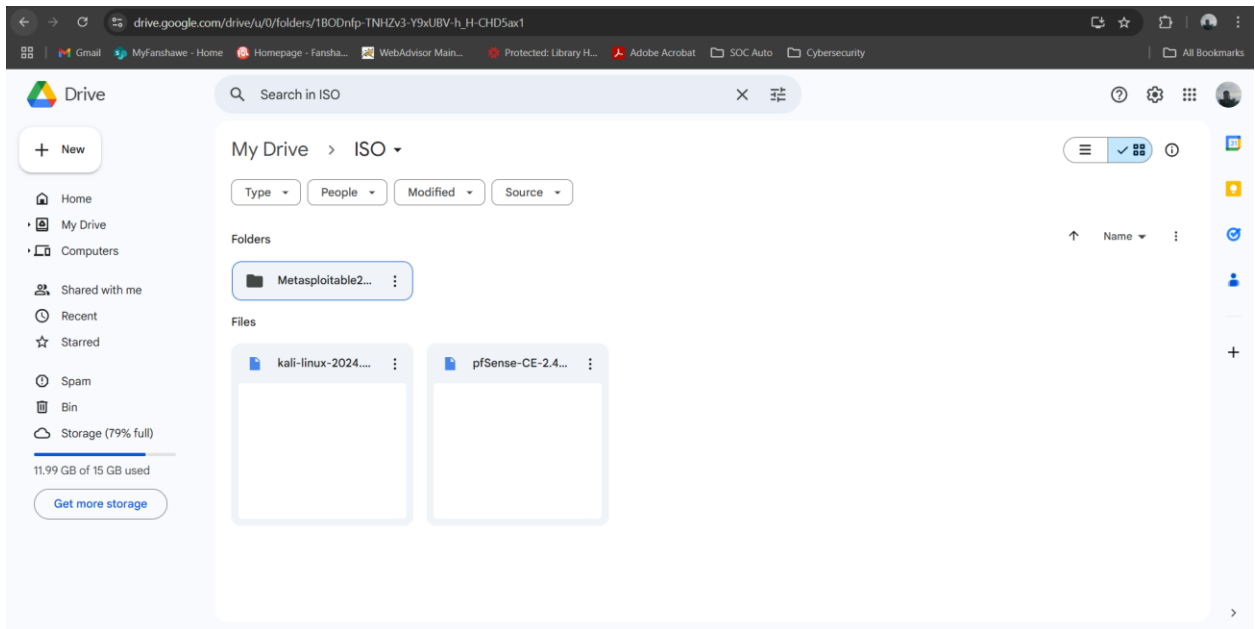 drive.google.com/drive/u/0/folders/1BODnfp-TNHZv3-Y9xUBV-h_H-CHD5ax1
Gmail MyFanshawe - Home Homepage - Fansha... WebAdvisor Main... Protected: Library H... Adobe Acrobat SOC Auto Cybersecurity All Bookmarks
Drive Search in ISO
New
My Drive > ISO
Type People Modified Source
Home
My Drive
Computers
Shared with me
Recent
Starred
Spam
Bin
Storage (79% full)
11.99 GB of 15 GB used
Get more storage
Folders Name
Metasploitable2...
Files
kali-linux-2024.... pfSense-CE-2.4...
31